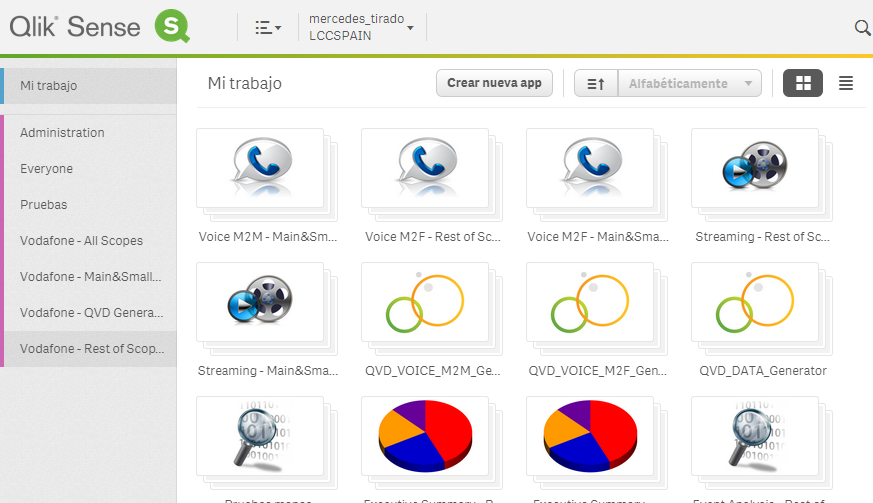 Qlik Sense
mercedes_tirado
LCCSPAIN
Mi trabajo
Administration
Everyone
Pruebas
Vodafone - All Scopes
Vodafone - Main&Small...
Vodafone - QVD Genera...
Vodafone - Rest of Scop...
Mi trabajo
Crear nueva app
Alfabéticamente
Voice M2M - Main&Sm...
Voice M2F - Rest of Sc...
Voice M2F - Main&Sma...
Streaming - Rest of Sc...
Streaming - Main&Sma...
QVD_VOICE_M2M_Ge...
QVD_VOICE_M2F_Gen...
QVD_DATA_Generator
Pruebas mapas
Executive Summary - R...
Executive Summary - ...
Event Analysis - Rest of ...